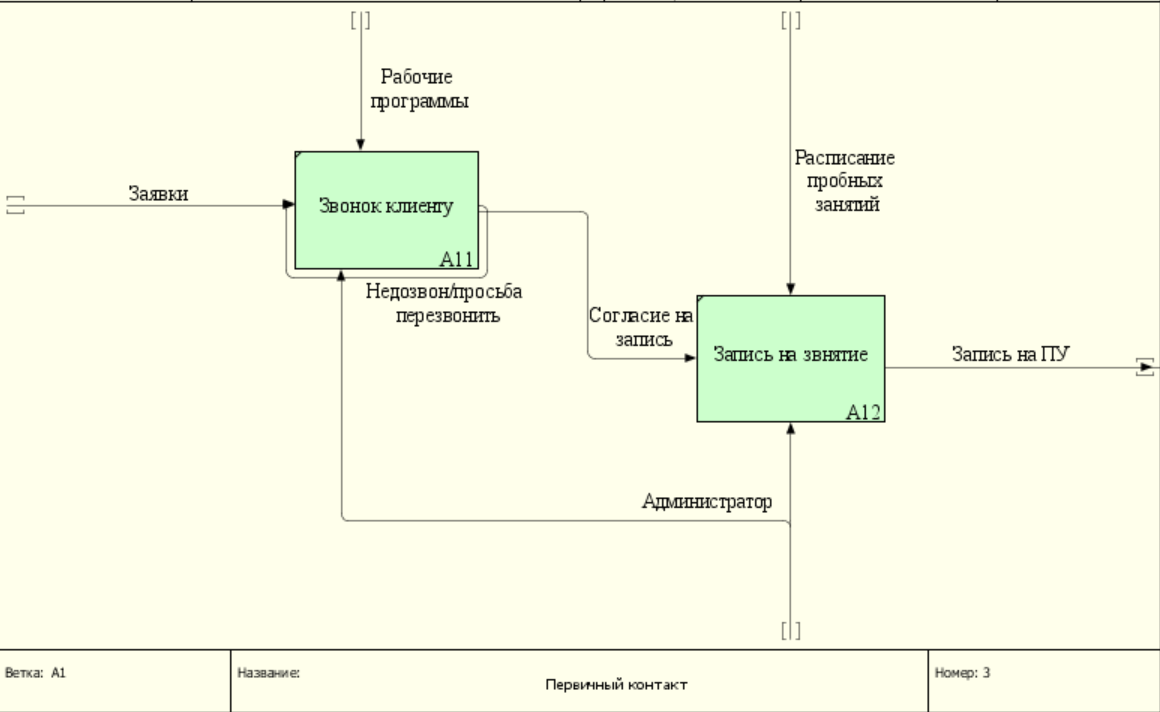 Рабочие
программы
Заявки
Звонок клиенту
A11
Недозвон/просьба
перезвонить
Расписание
пробных
занятий
Согласие на
запись
Запись на звнятие
A12
Запись на ПУ
Администратор
Ветка: A1
Название:
Первичный контакт
Номер: 3